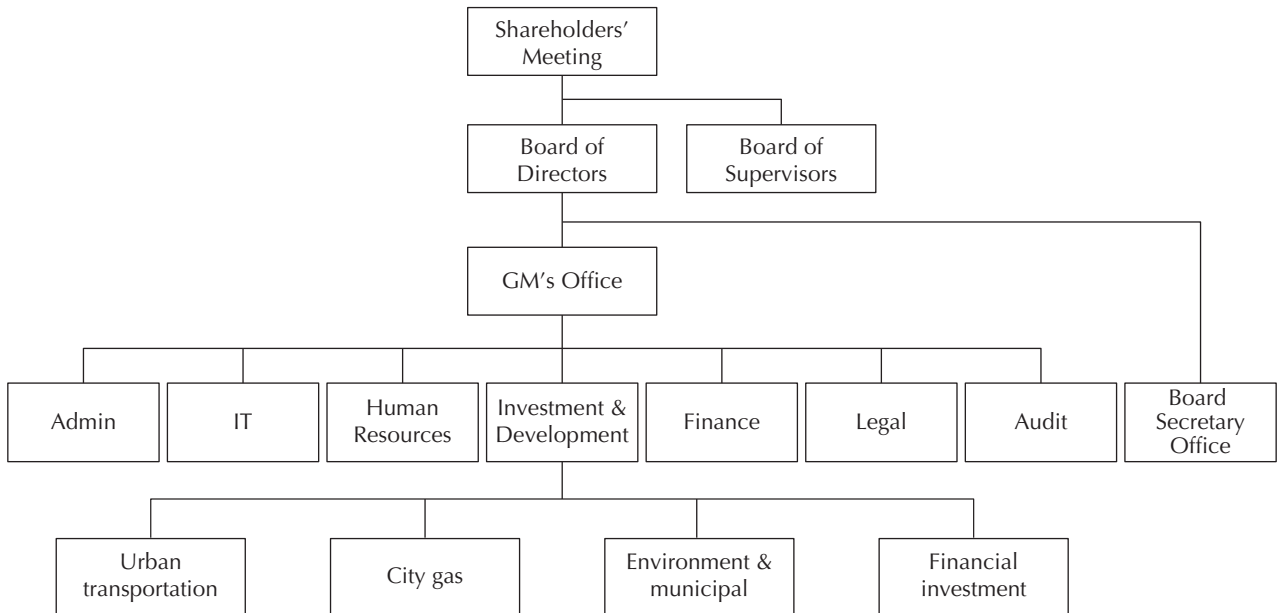 Shareholders’
Meeting
Board of
Directors
Board of
Supervisors
GM’s Office
Admin
IT
Human
Resources
Investment &
Development
Finance
Legal
Audit
Board
Secretary
Office
Urban
transportation
City gas
Environment &
municipal
Financial
investment